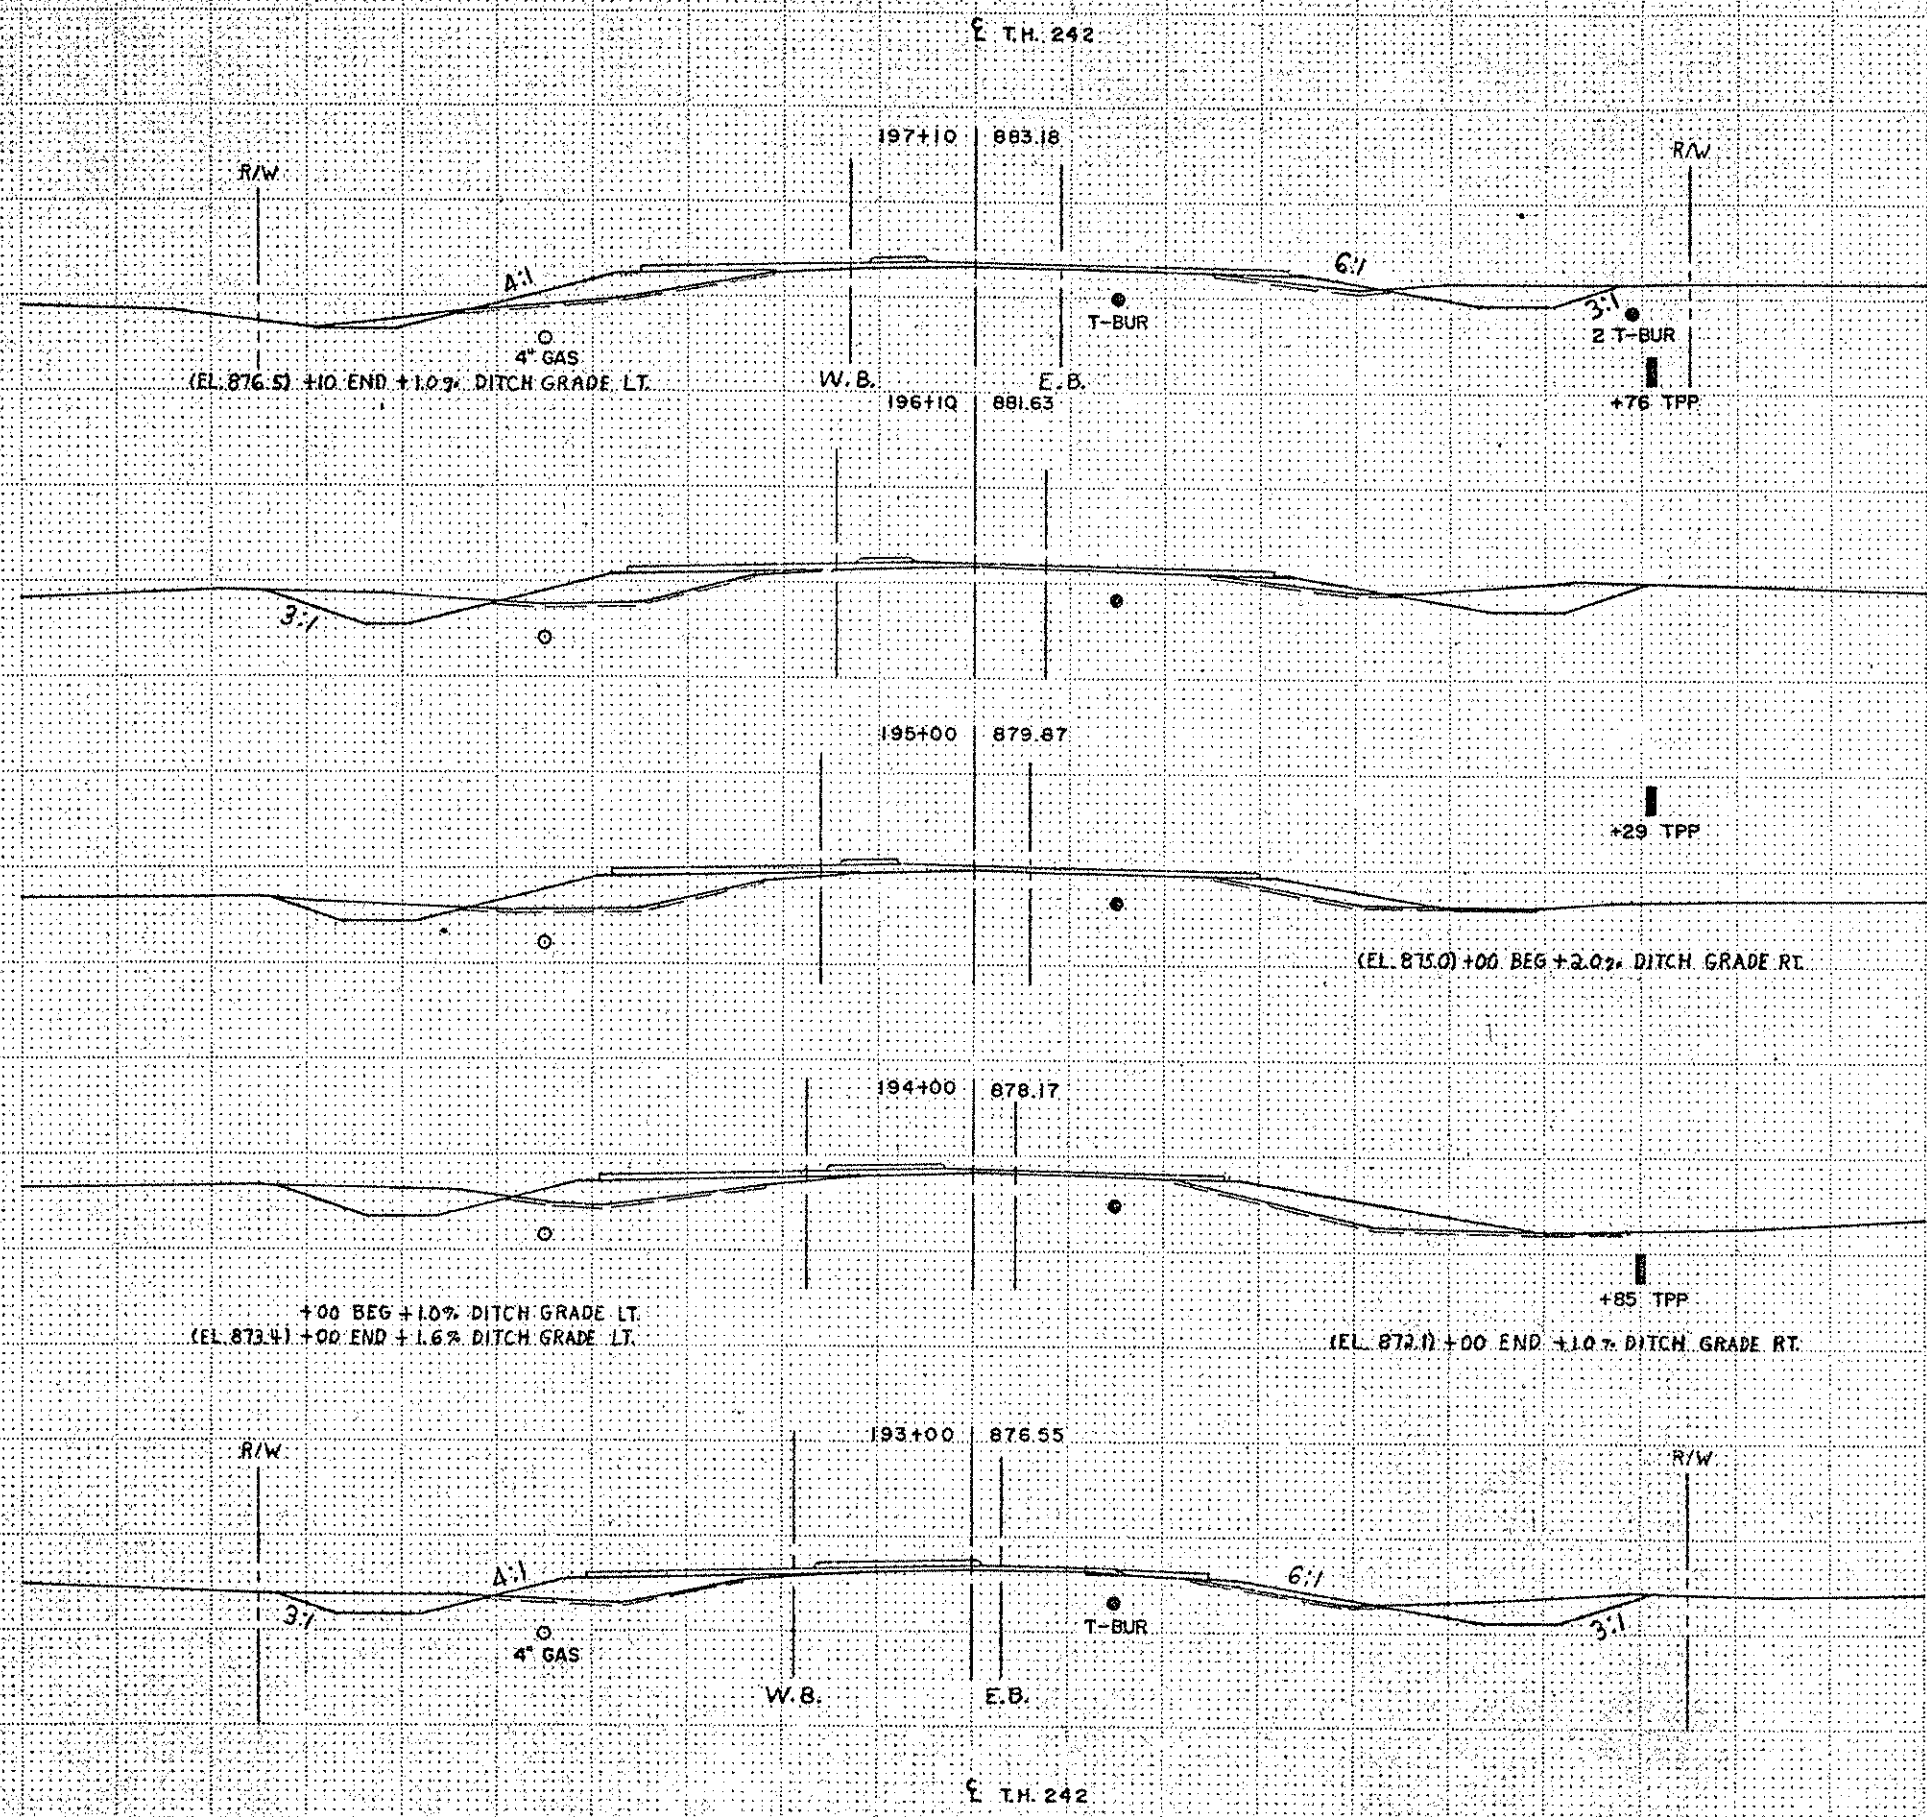 ℄ T.H. 242
197+10 883.18
R/W R/W
4:1 6:1
3:1
T-BUR
2 T-BUR
4" GAS
(EL. 876.5) +10 END +1.0% DITCH GRADE LT.
W.B. E.B.
+76 TPP
196+10 881.63
3:1
195+00 879.87
+29 TPP
(EL. 875.0) +00 BEG +2.0% DITCH GRADE RT.
194+00 878.17
+85 TPP
+00 BEG +1.0% DITCH GRADE LT.
(EL. 873.4) +00 END +1.6% DITCH GRADE LT.
(EL. 872.1) +00 END +1.0% DITCH GRADE RT.
193+00 876.55
R/W R/W
4:1 6:1
3:1 3:1
T-BUR
4" GAS
W.B. E.B.
℄ T.H. 242